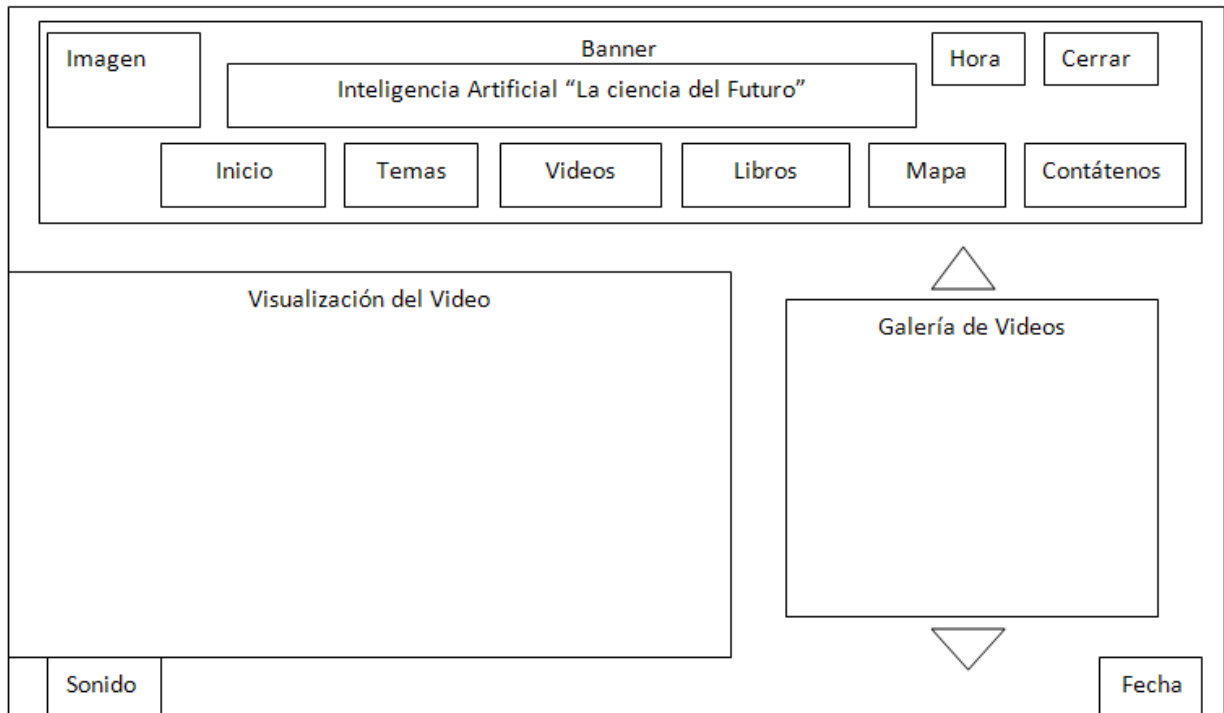 Imagen
Banner
Hora
Cerrar
Inteligencia Artificial “La ciencia del Futuro”
Inicio
Temas
Videos
Libros
Mapa
Contátenos
Visualización del Video
Galería de Videos
Sonido
Fecha